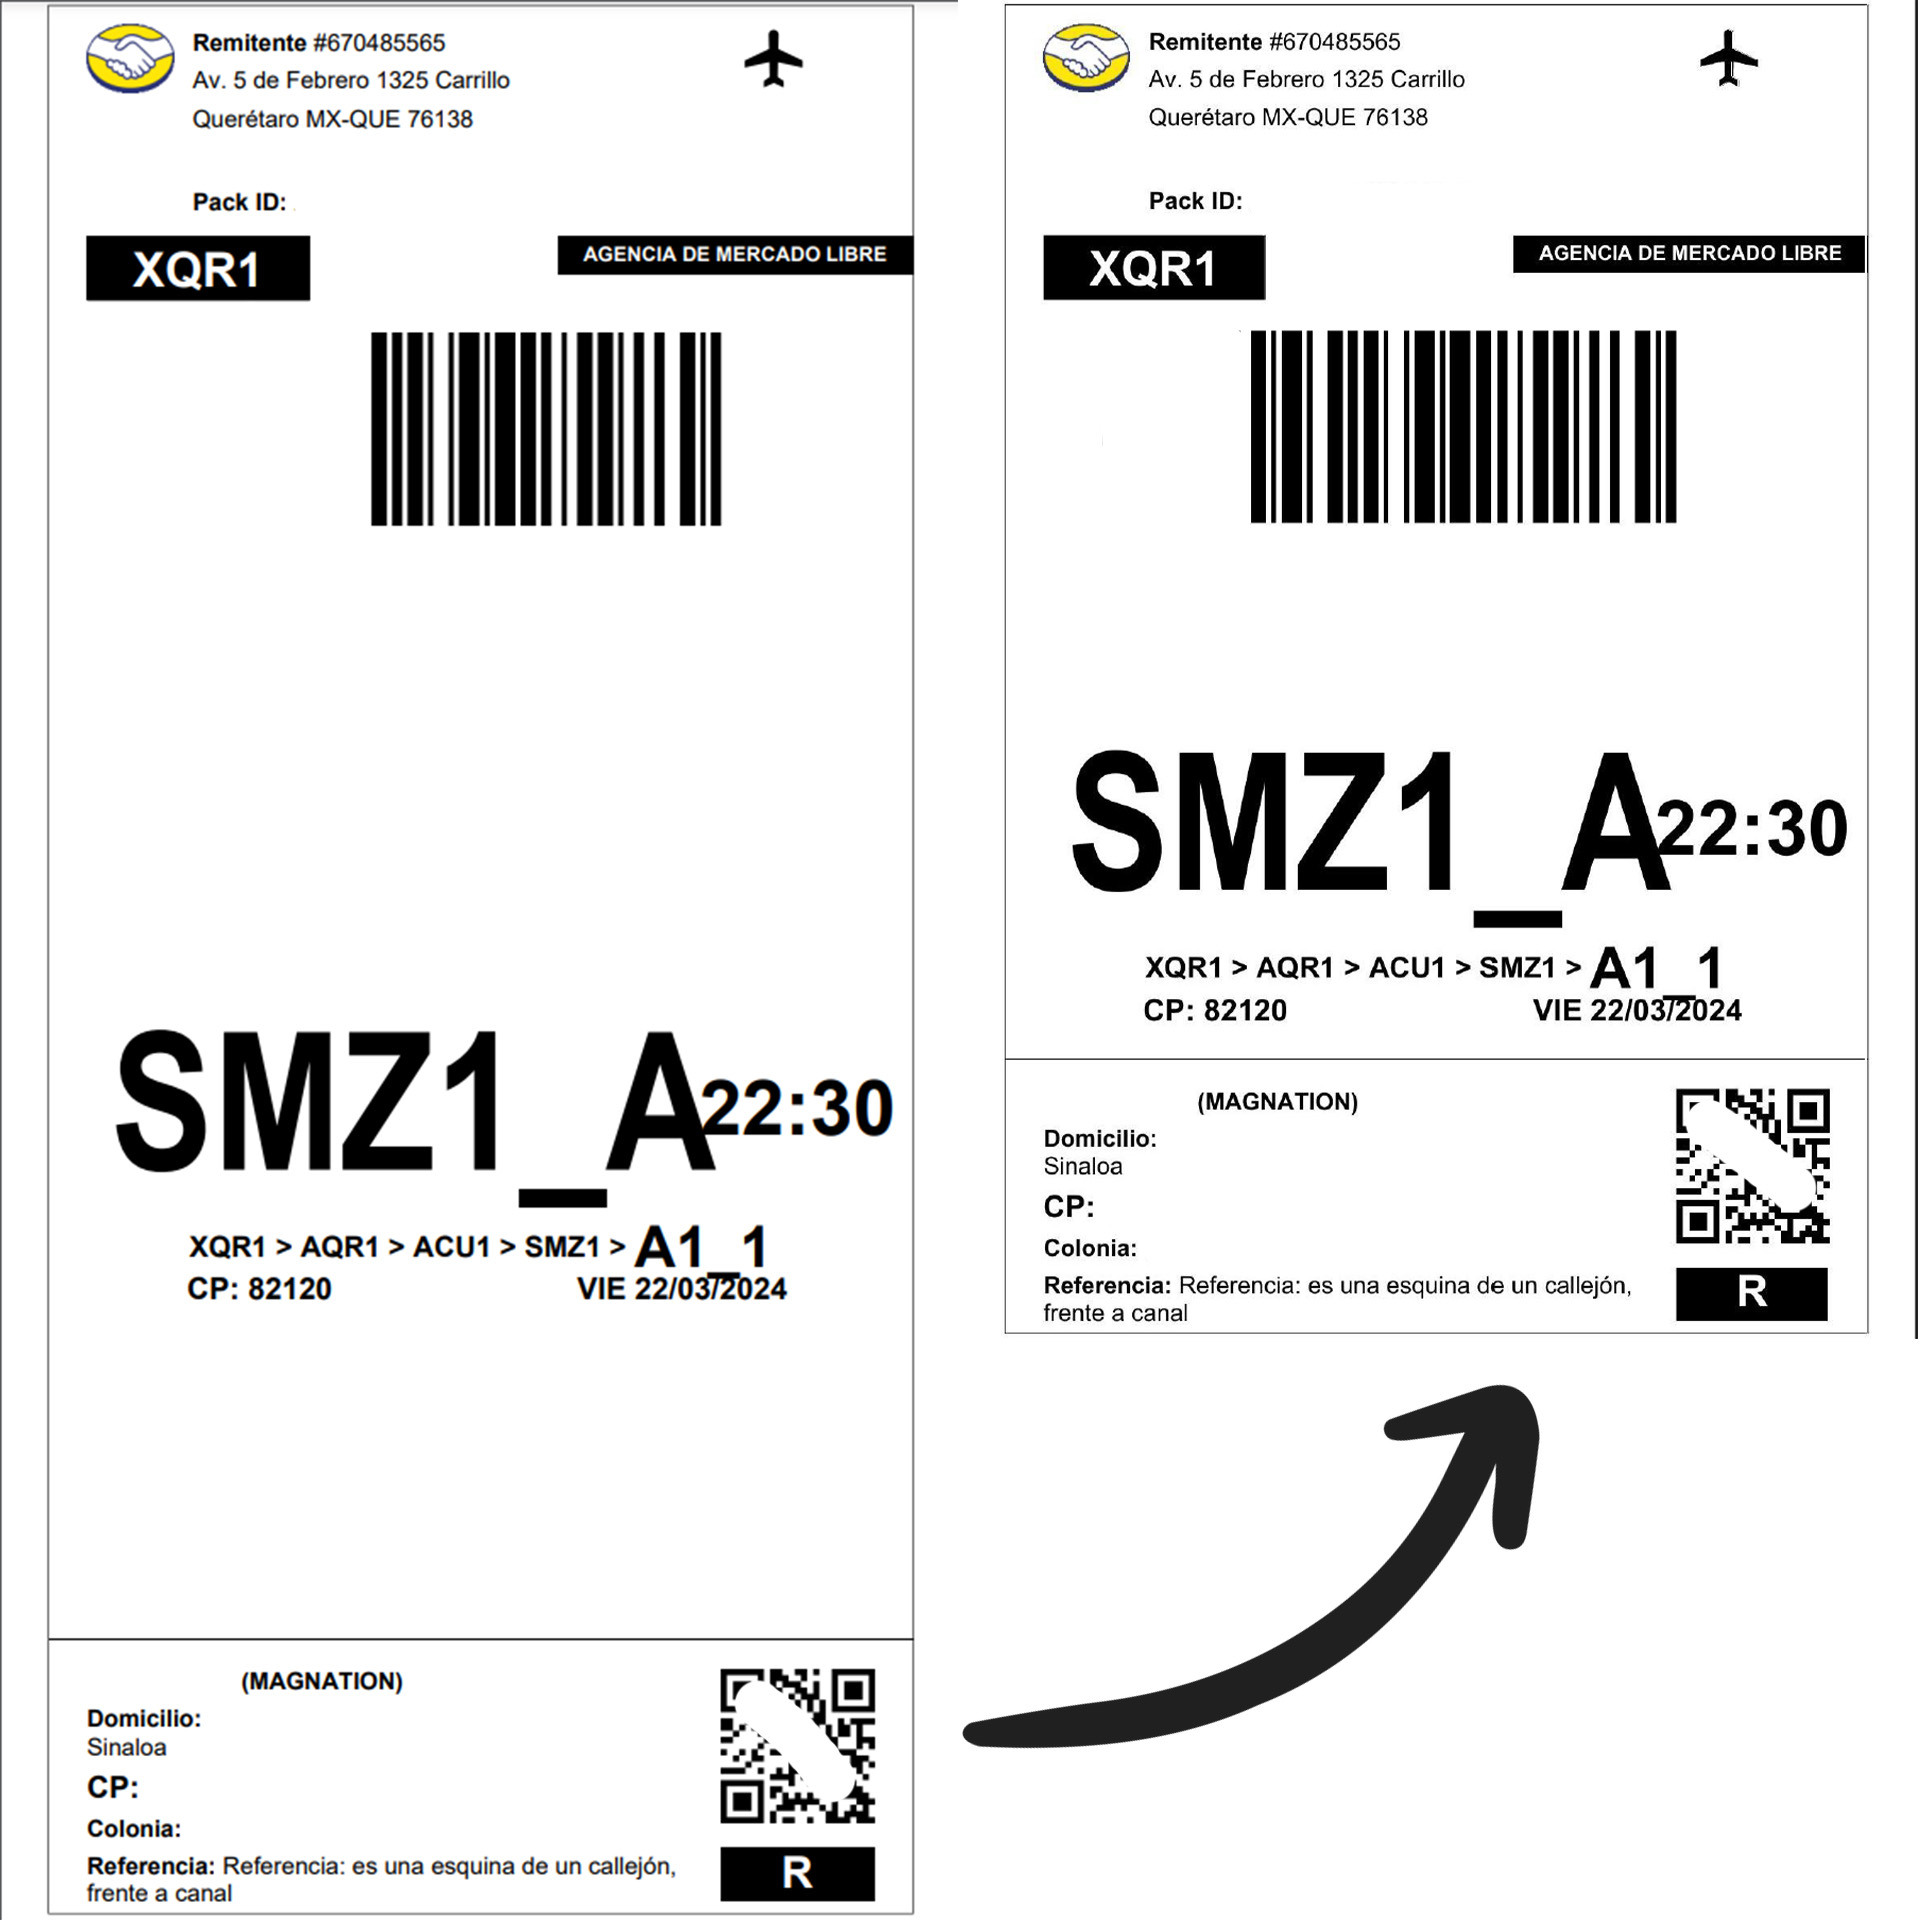 Remitente #670485565
Av. 5 de Febrero 1325 Carrillo
Querétaro MX-QUE 76138
Pack ID:
XQR1
AGENCIA DE MERCADO LIBRE
SMZ1_A 22:30
XQR1 > AQR1 > ACU1 > SMZ1 > A1_1
CP: 82120 VIE 22/03/2024
(MAGNATION)
Domicilio:
Sinaloa
CP:
Colonia:
Referencia: Referencia: es una esquina de un callejón,
frente a canal
R
Remitente #670485565
Av. 5 de Febrero 1325 Carrillo
Querétaro MX-QUE 76138
Pack ID:
XQR1
AGENCIA DE MERCADO LIBRE
SMZ1_A 22:30
XQR1 > AQR1 > ACU1 > SMZ1 > A1_1
CP: 82120 VIE 22/03/2024
(MAGNATION)
Domicilio:
Sinaloa
CP:
Colonia:
Referencia: Referencia: es una esquina de un callejón,
frente a canal
R